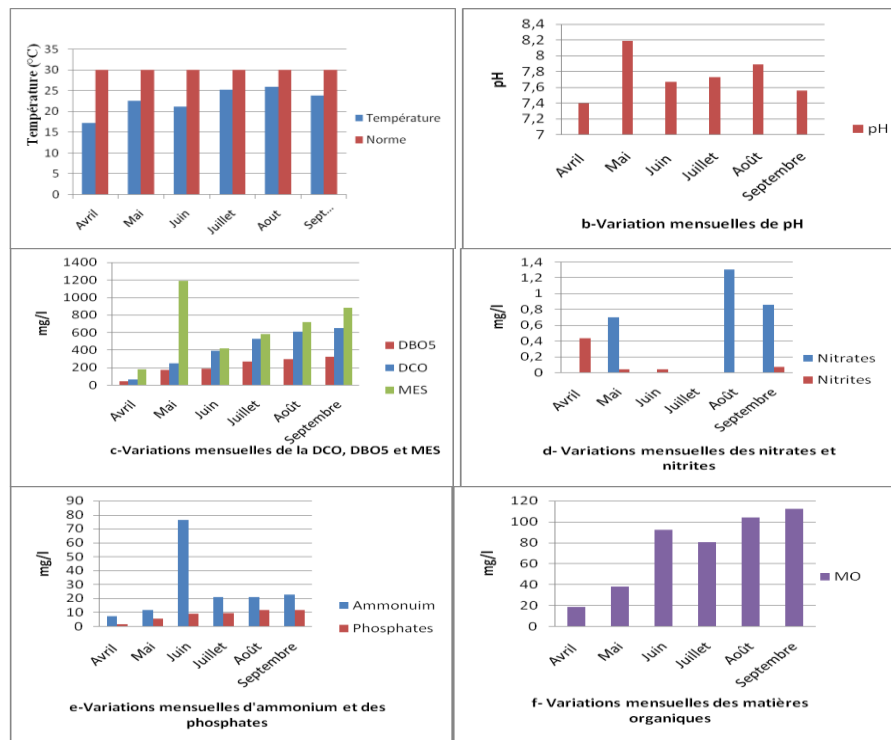 35
30
25
20
15
10
5
0
Température (°C)
Avril
Mai
Juin
Juillet
Aout
Sept...
Température
Norme
8,4
8,2
8
7,8
7,6
7,4
7,2
7
pH
Avril
Mai
Juin
Juillet
Août
Septembre
pH
b-Variation mensuelles de pH
1400
1200
1000
800
600
400
200
0
mg/l
Avril
Mai
Juin
Juillet
Août
Septembre
DBO5
DCO
MES
c-Variations mensuelles de la DCO, DBO5 et MES
1,4
1,2
1
0,8
0,6
0,4
0,2
0
mg/l
Avril
Mai
Juin
Juillet
Août
Septembre
Nitrates
Nitrites
d- Variations mensuelles des nitrates et
nitrites
90
80
70
60
50
40
30
20
10
0
mg/l
Avril
Mai
Juin
Juillet
Août
Septembre
Ammonuim
Phosphates
e-Variations mensuelles d'ammonium et des
phosphates
120
100
80
60
40
20
0
mg/l
Avril
Mai
Juin
Juillet
Août
Septembre
MO
f- Variations mensuelles des matières
organiques